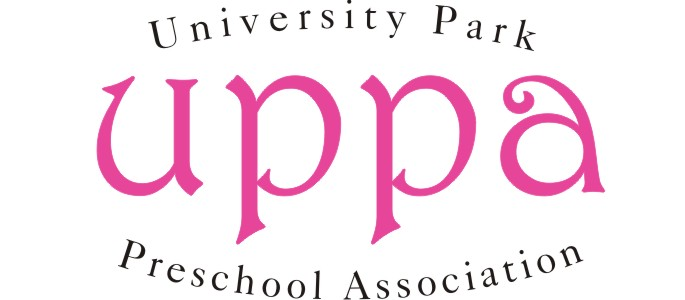 University Park
uppa
Preschool Association